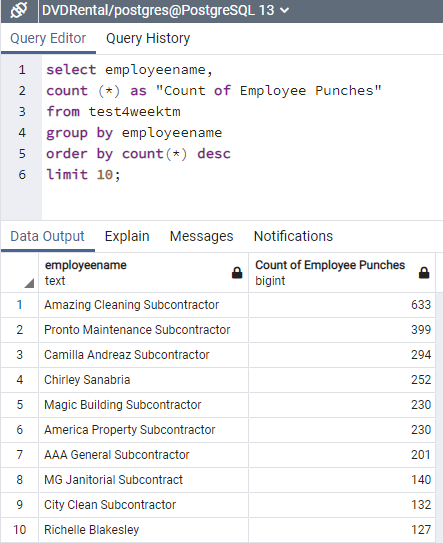 DVDRental/postgres@PostgreSQL 13
Query Editor Query History
1 select employeename,
2 count (*) as "Count of Employee Punches"
3 from test4weektm
4 group by employeename
5 order by count(*) desc
6 limit 10;
Data Output Explain Messages Notifications
employeename Count of Employee Punches
text bigint
1 Amazing Cleaning Subcontractor 633
2 Pronto Maintenance Subcontractor 399
3 Camilla Andreaz Subcontractor 294
4 Chirley Sanabria 252
5 Magic Building Subcontractor 230
6 America Property Subcontractor 230
7 AAA General Subcontractor 201
8 MG Janitorial Subcontract 140
9 City Clean Subcontractor 132
10 Richelle Blakesley 127